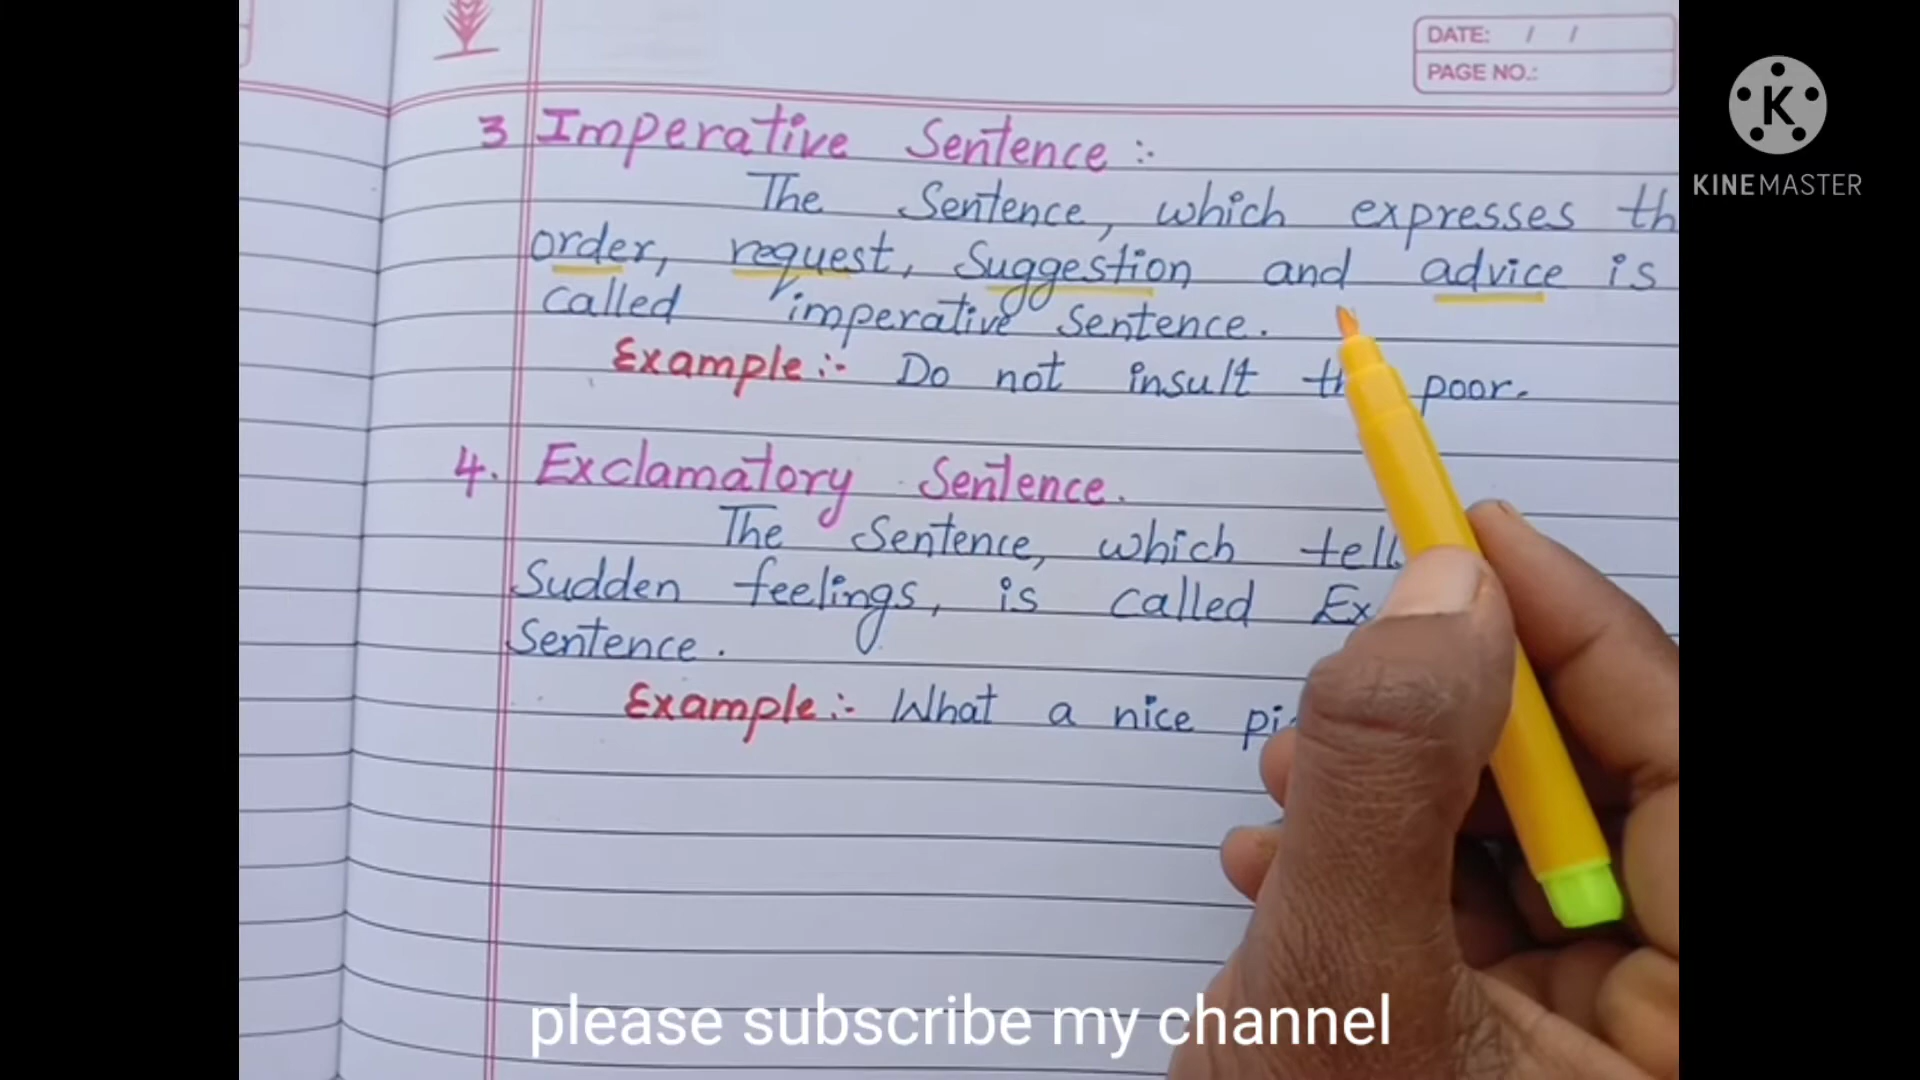 DATE: / /
PAGE NO.:
KINEMASTER
3 Imperative Sentence :-
The Sentence, which expresses
order, request, Suggestion and advice is
called imperative Sentence.
Example :- Do not insult poor.
4. Exclamatory Sentence.
The Sentence, which
Sudden feelings, is called
Sentence.
Example :- What a nice
please subscribe my channel